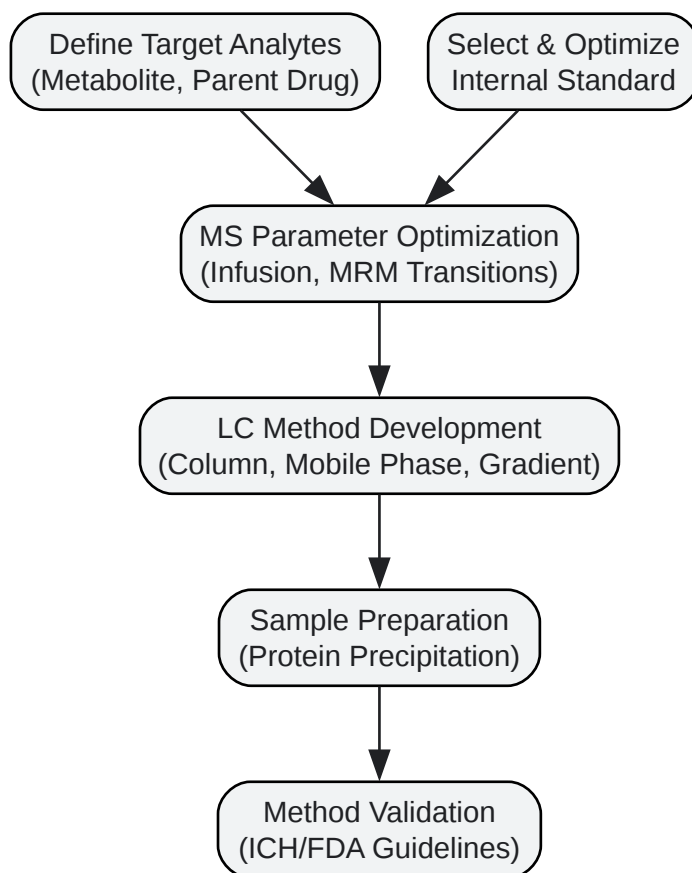 Define Target Analytes
(Metabolite, Parent Drug)
Select & Optimize
Internal Standard
MS Parameter Optimization
(Infusion, MRM Transitions)
LC Method Development
(Column, Mobile Phase, Gradient)
Sample Preparation
(Protein Precipitation)
Method Validation
(ICH/FDA Guidelines)